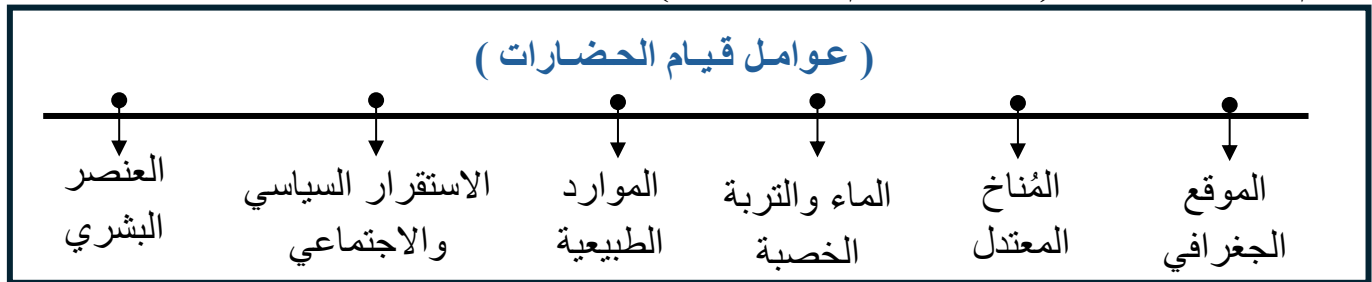 ( عوامل قيام الحضارات )
الموقع
الجغرافي
المُناخ
المعتدل
الماء والتربة
الخصبة
الموارد
الطبيعية
الاستقرار السياسي
والاجتماعي
العنصر
البشري